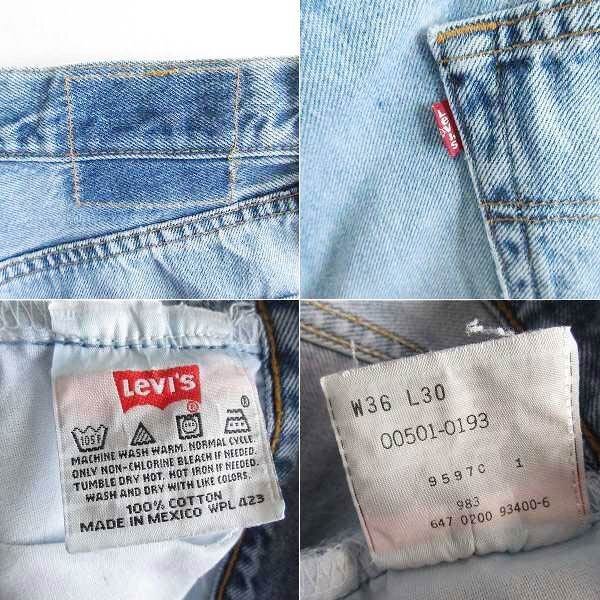 Levi's
Levi's
105F
MACHINE WASH WARM. NORMAL CYCLE.
ONLY NON-CHLORINE BLEACH IF NEEDED.
TUMBLE DRY HOT. HOT IRON IF NEEDED.
WASH AND DRY WITH LIKE COLORS.
100% COTTON
MADE IN MEXICO WPL 423
W36 L30
00501-0193
9597C 1
983
647 0200 93400-6